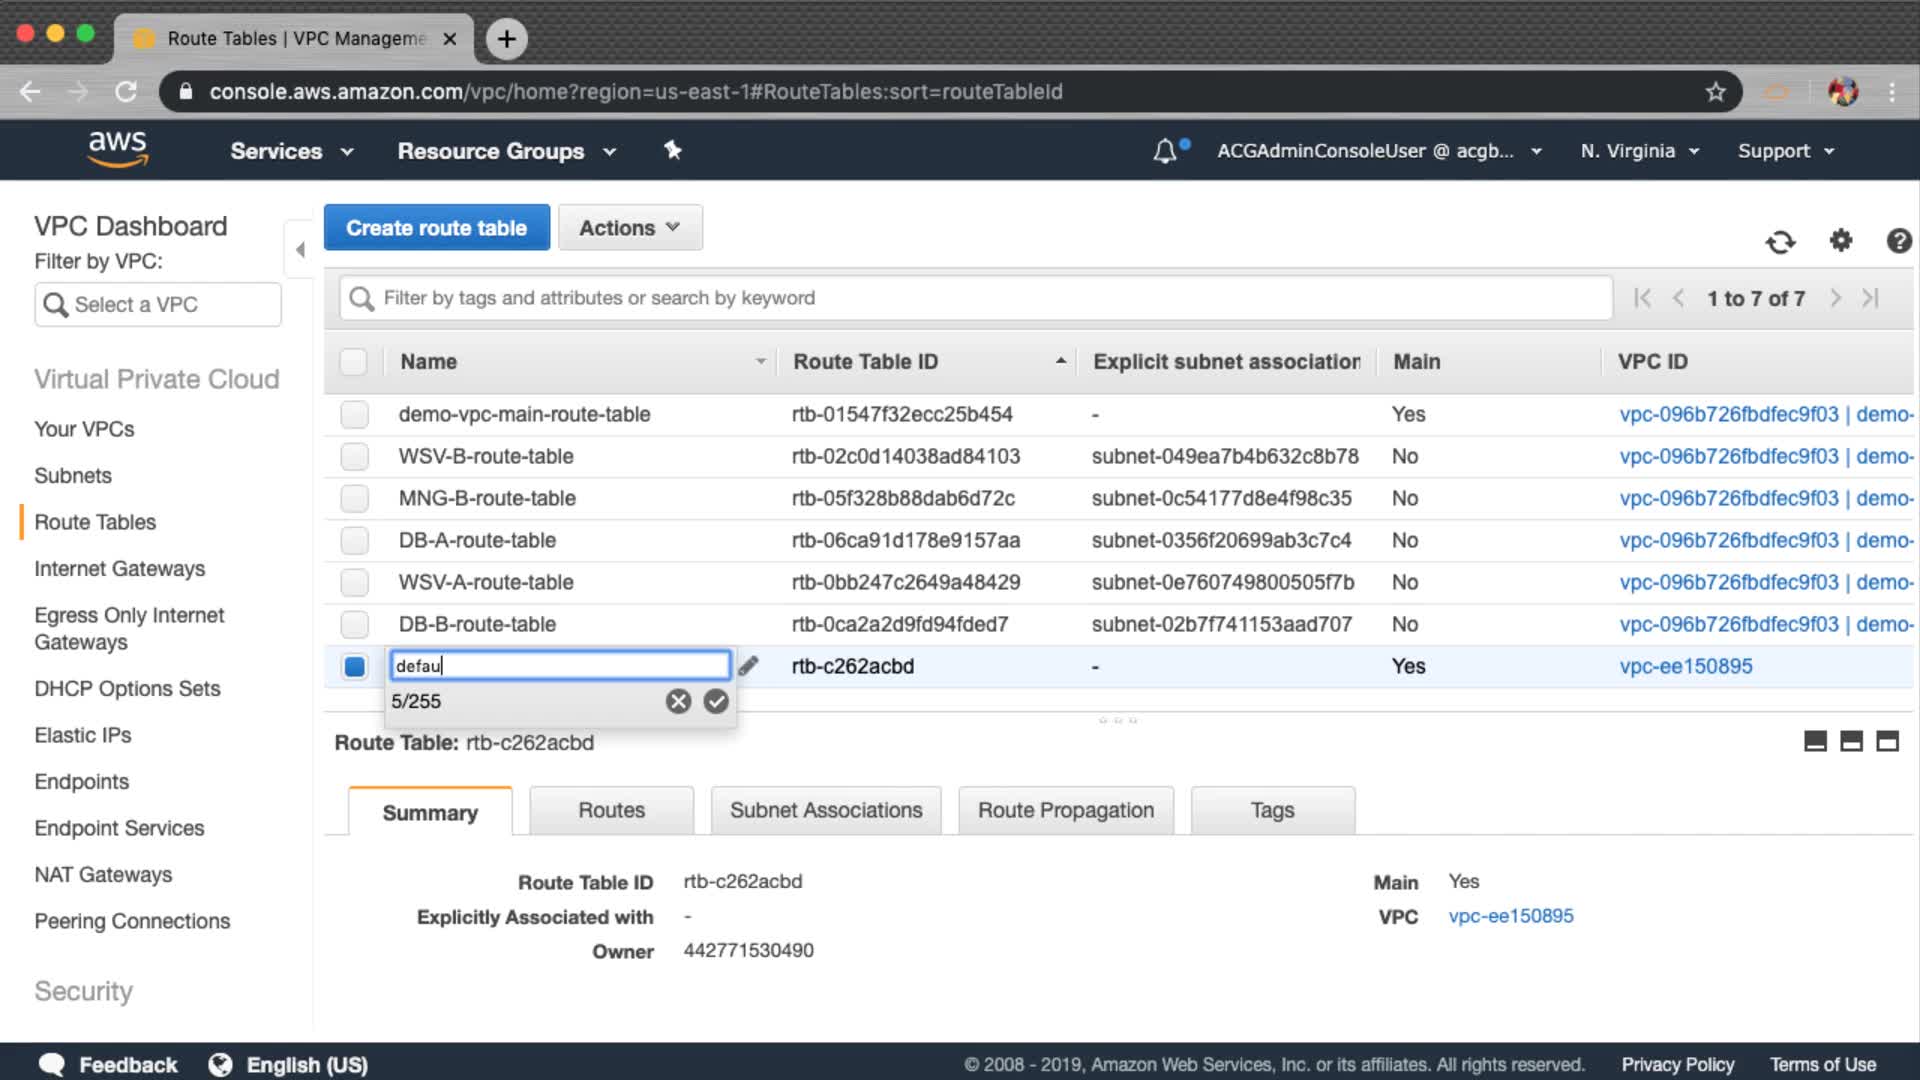 Route Tables | VPC Manageme
console.aws.amazon.com/vpc/home?region=us-east-1#RouteTables:sort=routeTableId
aws Services Resource Groups ACGAdminConsoleUser @ acgb... N. Virginia Support
VPC Dashboard
Filter by VPC:
Select a VPC
Virtual Private Cloud
Your VPCs
Subnets
Route Tables
Internet Gateways
Egress Only Internet
Gateways
DHCP Options Sets
Elastic IPs
Endpoints
Endpoint Services
NAT Gateways
Peering Connections
Security
Create route table Actions
Filter by tags and attributes or search by keyword 1 to 7 of 7
Name Route Table ID Explicit subnet association Main VPC ID
demo-vpc-main-route-table rtb-01547f32ecc25b454 - Yes vpc-096b726fbdfec9f03 | demo-
WSV-B-route-table rtb-02c0d14038ad84103 subnet-049ea7b4b632c8b78 No vpc-096b726fbdfec9f03 | demo-
MNG-B-route-table rtb-05f328b88dab6d72c subnet-0c54177d8e4f98c35 No vpc-096b726fbdfec9f03 | demo-
DB-A-route-table rtb-06ca91d178e9157aa subnet-0356f20699ab3c7c4 No vpc-096b726fbdfec9f03 | demo-
WSV-A-route-table rtb-0bb247c2649a48429 subnet-0e760749800505f7b No vpc-096b726fbdfec9f03 | demo-
DB-B-route-table rtb-0ca2a2d9fd94fded7 subnet-02b7f741153aad707 No vpc-096b726fbdfec9f03 | demo-
defau rtb-c262acbd - Yes vpc-ee150895
5/255
Route Table: rtb-c262acbd
Summary Routes Subnet Associations Route Propagation Tags
Route Table ID rtb-c262acbd Main Yes
Explicitly Associated with - VPC vpc-ee150895
Owner 442771530490
Feedback English (US) © 2008 - 2019, Amazon Web Services, Inc. or its affiliates. All rights reserved. Privacy Policy Terms of Use